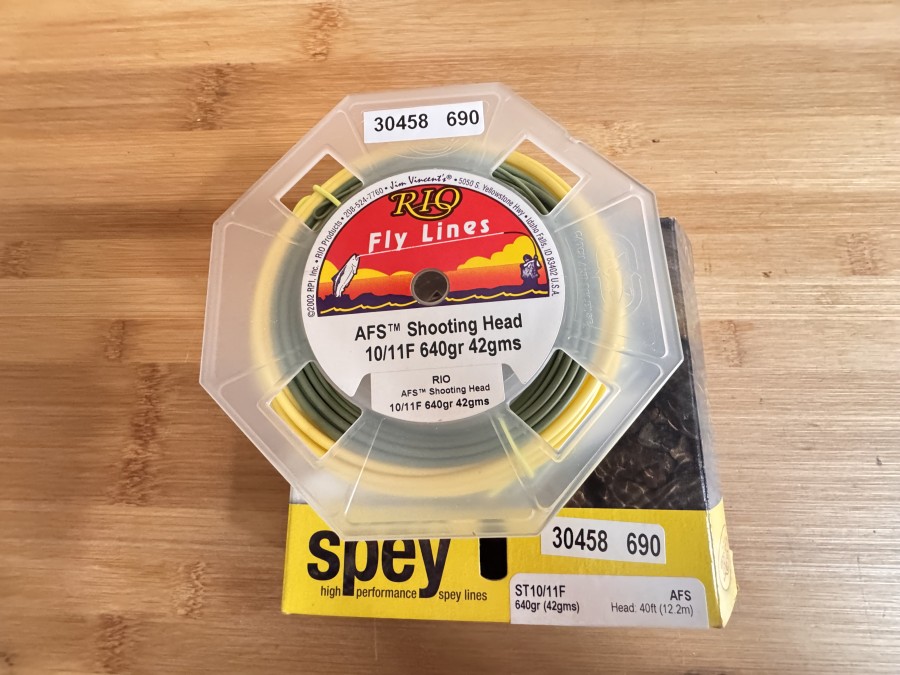 30458 690
©2002 RPI, Inc. • RIO Products • 208-524-7760 • Jim Vincent's® • 5050 S. Yellowstone Hwy • Idaho Falls, ID 83402 U.S.A.
RIO
Fly Lines
AFS™ Shooting Head
10/11F 640gr 42gms
RIO
AFS™ Shooting Head
10/11F 640gr 42gms
spey
high performance spey lines
30458 690
ST10/11F AFS
640gr (42gms) Head: 40ft (12.2m)